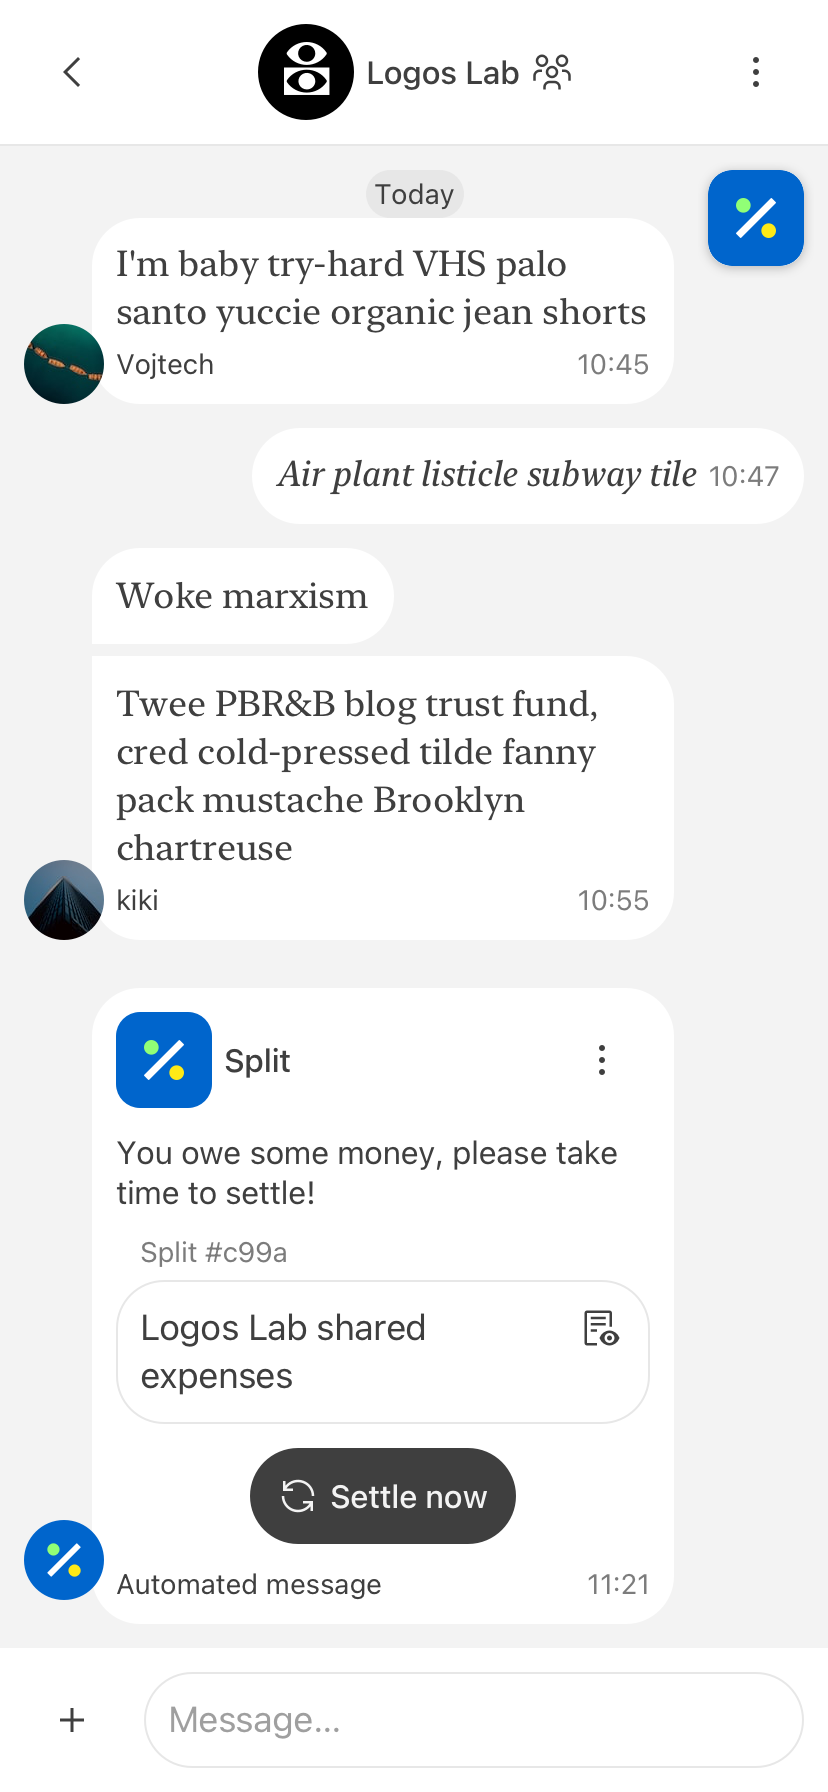 Logos Lab
Today
I'm baby try-hard VHS palo
santo yuccie organic jean shorts
Vojtech 10:45
Air plant listicle subway tile 10:47
Woke marxism
Twee PBR&B blog trust fund,
cred cold-pressed tilde fanny
pack mustache Brooklyn
chartreuse
kiki 10:55
Split
You owe some money, please take
time to settle!
Split #c99a
Logos Lab shared
expenses
Settle now
Automated message 11:21
Message...